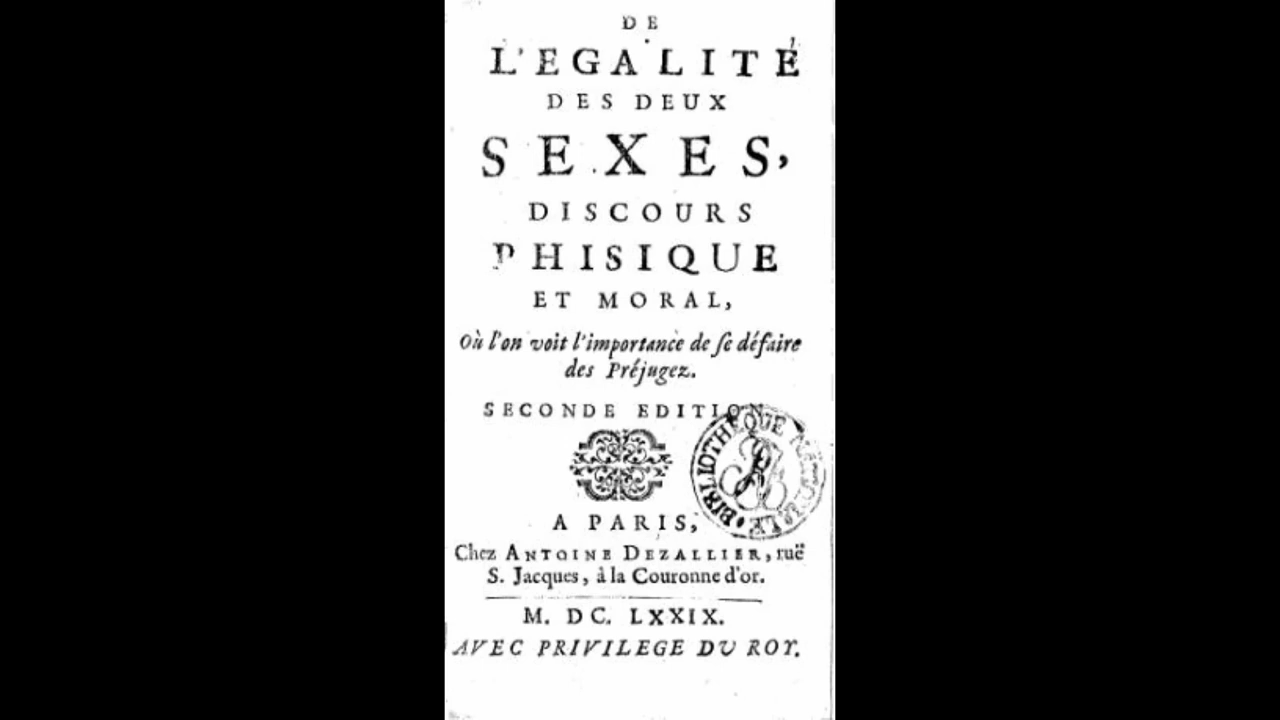 DE
L'EGALITÉ
DES DEUX
SEXES,
DISCOURS
PHISIQUE
ET MORAL,
Où l'on voit l'importance de ſe défaire
des Préjugez.
SECONDE EDITION.
BIBLIOTHEQUE
A PARIS,
Chez ANTOINE DEZALLIER, ruë
S. Jacques, à la Couronne d'or.
M. DC. LXXIX.
AVEC PRIVILEGE DU ROY.